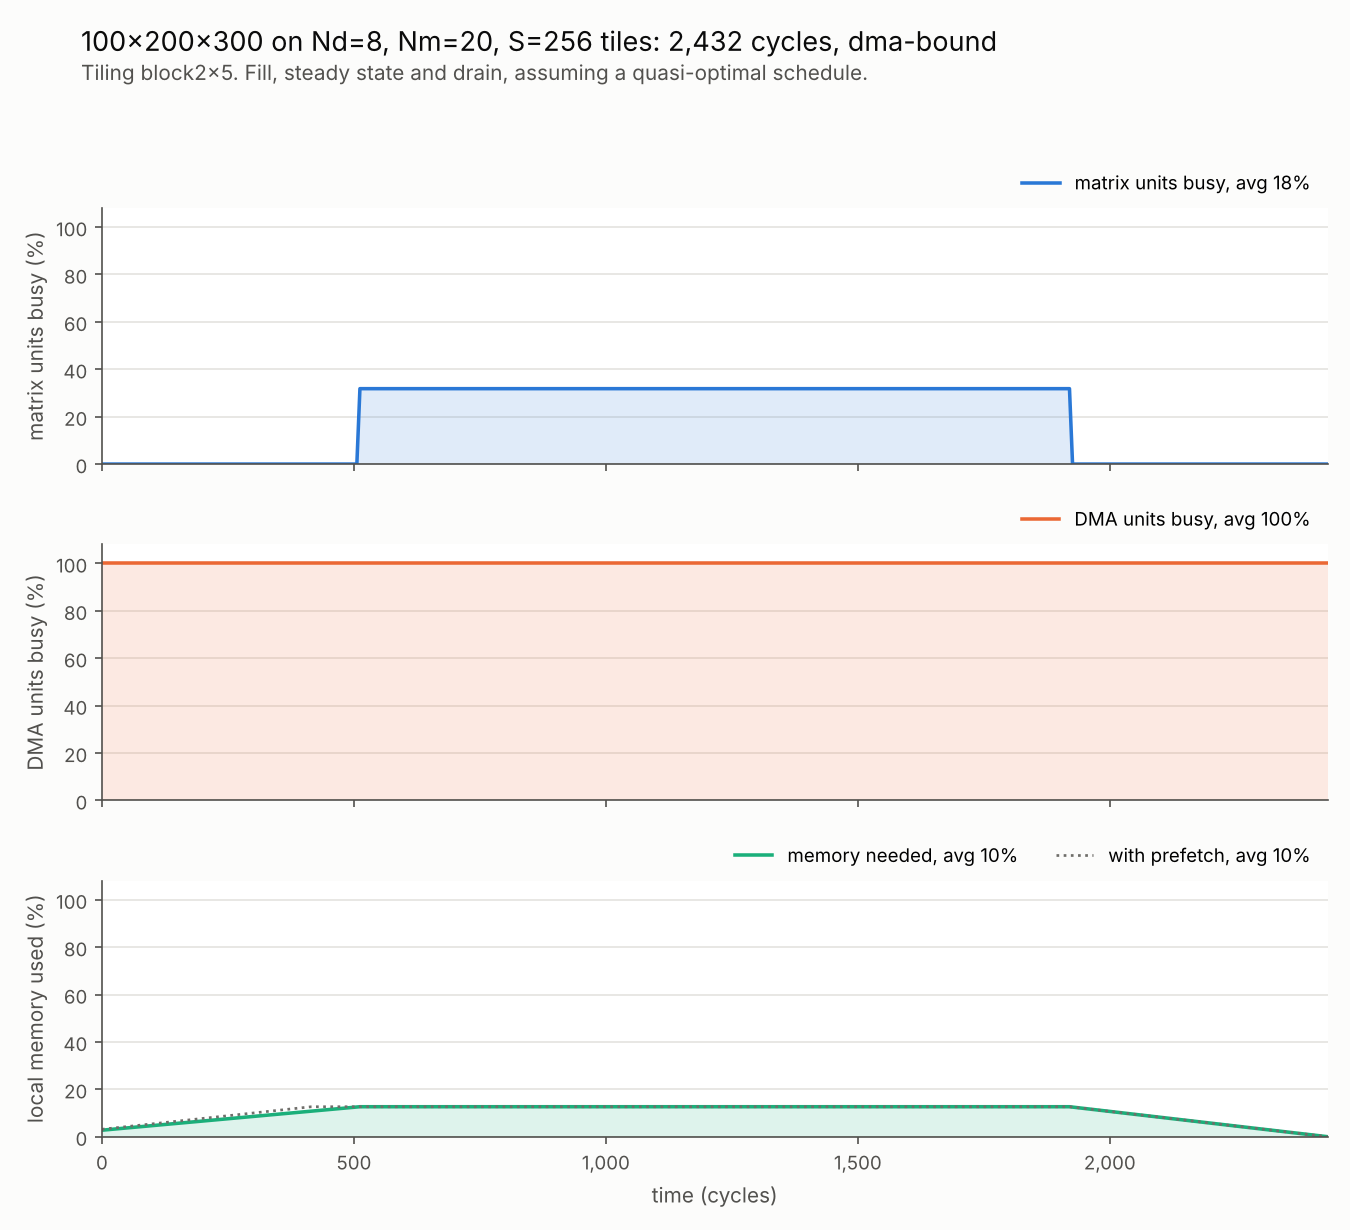 100×200×300 on Nd=8, Nm=20, S=256 tiles: 2,432 cycles, dma-bound
Tiling block2×5. Fill, steady state and drain, assuming a quasi-optimal schedule.
matrix units busy, avg 18%
matrix units busy (%)
100
80
60
40
20
0
DMA units busy, avg 100%
DMA units busy (%)
100
80
60
40
20
0
memory needed, avg 10%
with prefetch, avg 10%
local memory used (%)
100
80
60
40
20
0
0 500 1,000 1,500 2,000
time (cycles)